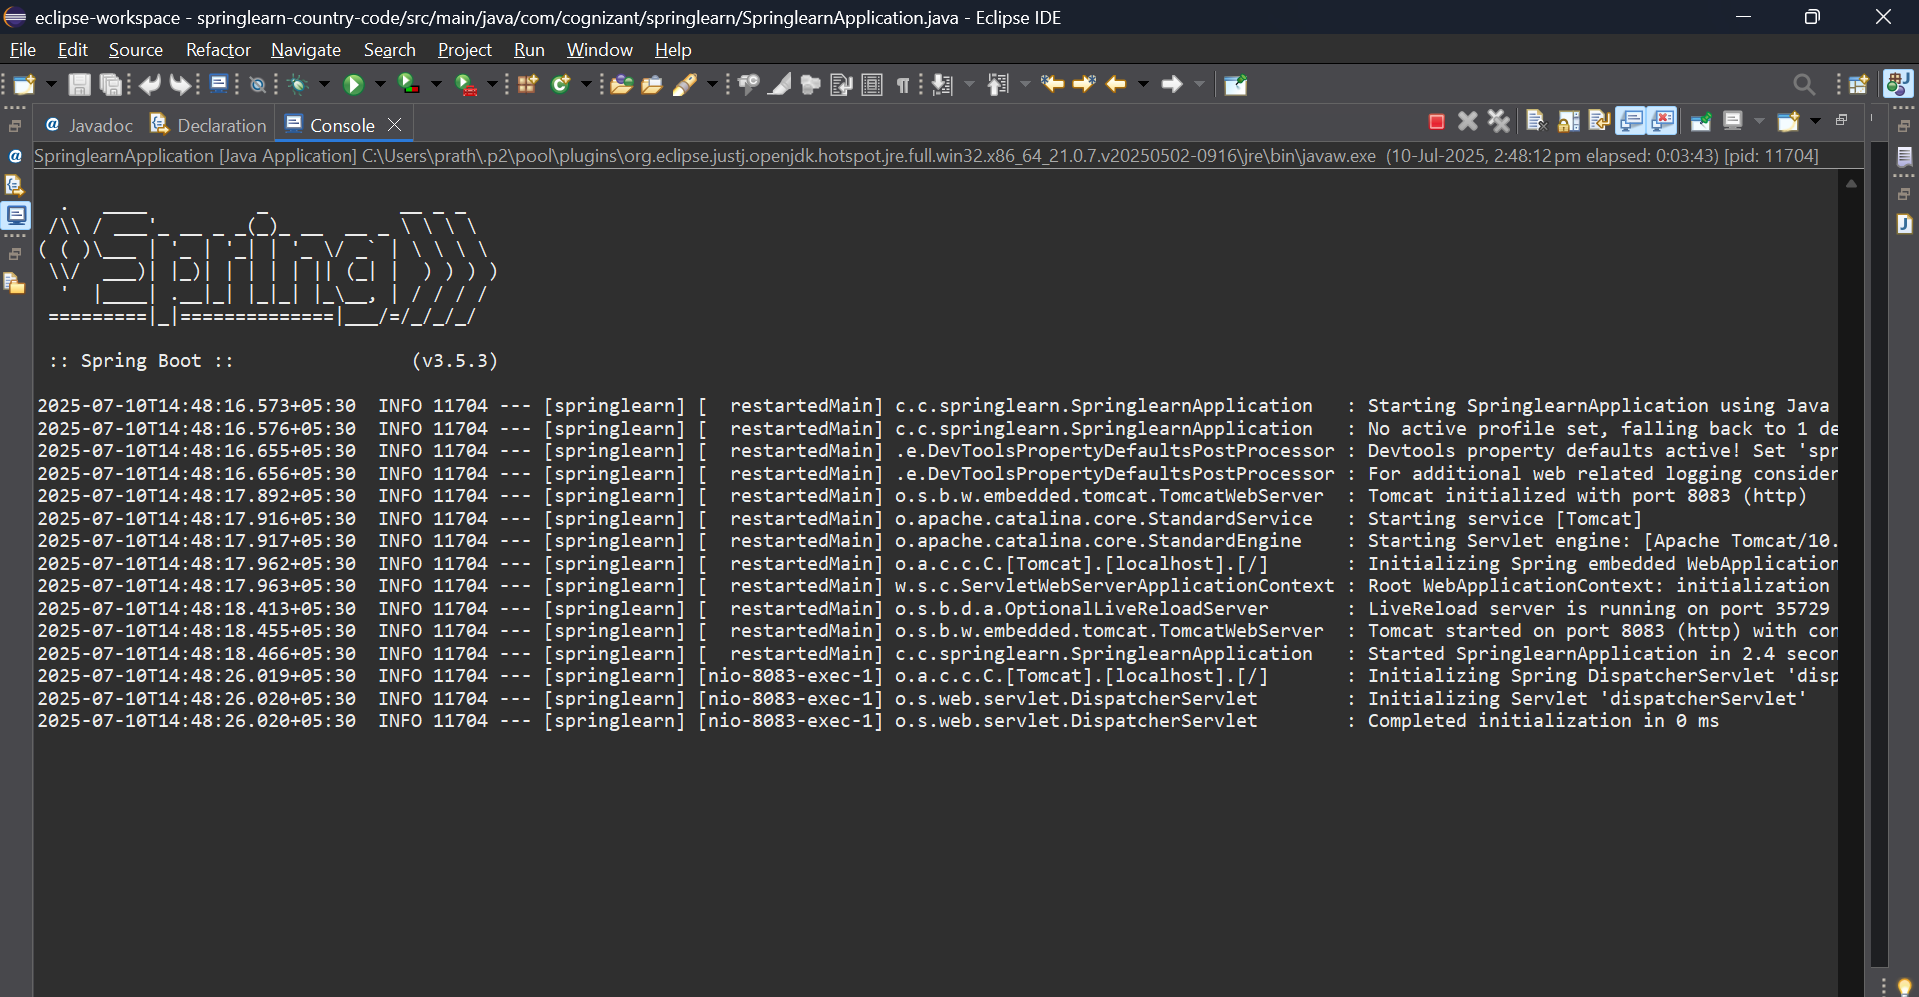 eclipse-workspace - springlearn-country-code/src/main/java/com/cognizant/springlearn/SpringlearnApplication.java - Eclipse IDE
File Edit Source Refactor Navigate Search Project Run Window Help
@ Javadoc Declaration Console
SpringlearnApplication [Java Application] C:\Users\prath\.p2\pool\plugins\org.eclipse.justj.openjdk.hotspot.jre.full.win32.x86_64_21.0.7.v20250502-0916\jre\bin\javaw.exe (10-Jul-2025, 2:48:12 pm elapsed: 0:03:43) [pid: 11704]
  .   ____          _            __ _ _
 /\\ / ___'_ __ _ _(_)_ __  __ _ \ \ \ \
( ( )\___ | '_ | '_| | '_ \/ _` | \ \ \ \
 \\/  ___)| |_)| | | | | || (_| |  ) ) ) )
  '  |____| .__|_| |_|_| |_\__, | / / / /
 =========|_|==============|___/=/_/_/_/
:: Spring Boot :: (v3.5.3)
2025-07-10T14:48:16.573+05:30 INFO 11704 --- [springlearn] [ restartedMain] c.c.springlearn.SpringlearnApplication : Starting SpringlearnApplication using Java
2025-07-10T14:48:16.576+05:30 INFO 11704 --- [springlearn] [ restartedMain] c.c.springlearn.SpringlearnApplication : No active profile set, falling back to 1 de
2025-07-10T14:48:16.655+05:30 INFO 11704 --- [springlearn] [ restartedMain] .e.DevToolsPropertyDefaultsPostProcessor : Devtools property defaults active! Set 'spr
2025-07-10T14:48:16.656+05:30 INFO 11704 --- [springlearn] [ restartedMain] .e.DevToolsPropertyDefaultsPostProcessor : For additional web related logging consider
2025-07-10T14:48:17.892+05:30 INFO 11704 --- [springlearn] [ restartedMain] o.s.b.w.embedded.tomcat.TomcatWebServer : Tomcat initialized with port 8083 (http)
2025-07-10T14:48:17.916+05:30 INFO 11704 --- [springlearn] [ restartedMain] o.apache.catalina.core.StandardService : Starting service [Tomcat]
2025-07-10T14:48:17.917+05:30 INFO 11704 --- [springlearn] [ restartedMain] o.apache.catalina.core.StandardEngine : Starting Servlet engine: [Apache Tomcat/10.
2025-07-10T14:48:17.962+05:30 INFO 11704 --- [springlearn] [ restartedMain] o.a.c.c.C.[Tomcat].[localhost].[/] : Initializing Spring embedded WebApplication
2025-07-10T14:48:17.963+05:30 INFO 11704 --- [springlearn] [ restartedMain] w.s.c.ServletWebServerApplicationContext : Root WebApplicationContext: initialization
2025-07-10T14:48:18.413+05:30 INFO 11704 --- [springlearn] [ restartedMain] o.s.b.d.a.OptionalLiveReloadServer : LiveReload server is running on port 35729
2025-07-10T14:48:18.455+05:30 INFO 11704 --- [springlearn] [ restartedMain] o.s.b.w.embedded.tomcat.TomcatWebServer : Tomcat started on port 8083 (http) with con
2025-07-10T14:48:18.466+05:30 INFO 11704 --- [springlearn] [ restartedMain] c.c.springlearn.SpringlearnApplication : Started SpringlearnApplication in 2.4 secon
2025-07-10T14:48:26.019+05:30 INFO 11704 --- [springlearn] [nio-8083-exec-1] o.a.c.c.C.[Tomcat].[localhost].[/] : Initializing Spring DispatcherServlet 'disp
2025-07-10T14:48:26.020+05:30 INFO 11704 --- [springlearn] [nio-8083-exec-1] o.s.web.servlet.DispatcherServlet : Initializing Servlet 'dispatcherServlet'
2025-07-10T14:48:26.020+05:30 INFO 11704 --- [springlearn] [nio-8083-exec-1] o.s.web.servlet.DispatcherServlet : Completed initialization in 0 ms